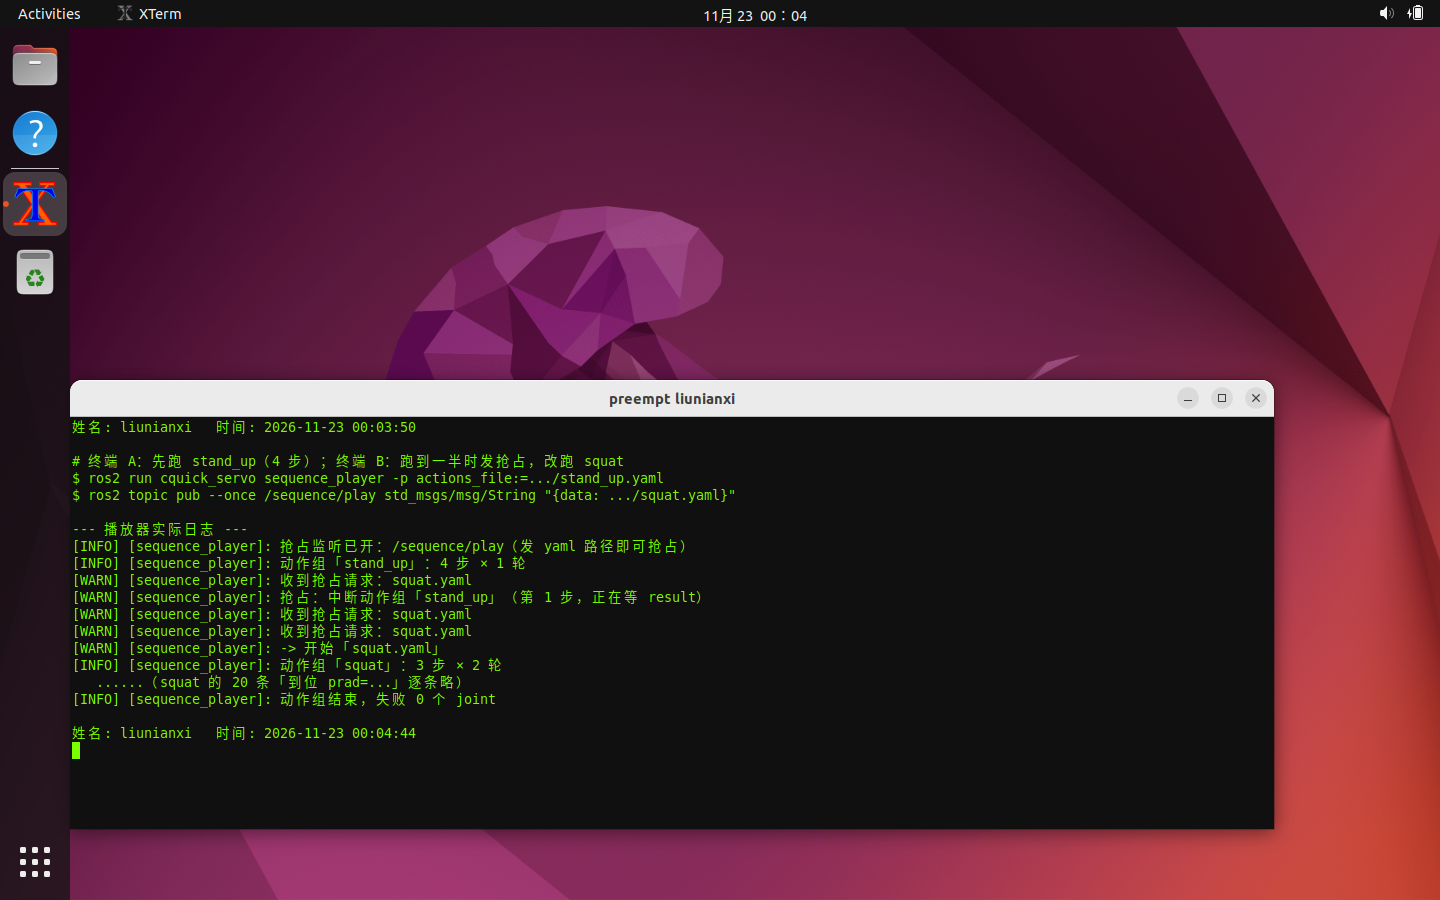 Activities
XTerm
11月 23 00：04
preempt liunianxi
姓名: liunianxi 时间: 2026-11-23 00:03:50
# 终端 A：先跑 stand_up（4 步）；终端 B：跑到一半时发抢占，改跑 squat
$ ros2 run cquick_servo sequence_player -p actions_file:=.../stand_up.yaml
$ ros2 topic pub --once /sequence/play std_msgs/msg/String "{data: .../squat.yaml}"
--- 播放器实际日志 ---
[INFO] [sequence_player]: 抢占监听已开：/sequence/play（发 yaml 路径即可抢占）
[INFO] [sequence_player]: 动作组「stand_up」：4 步 × 1 轮
[WARN] [sequence_player]: 收到抢占请求：squat.yaml
[WARN] [sequence_player]: 抢占：中断动作组「stand_up」（第 1 步，正在等 result）
[WARN] [sequence_player]: 收到抢占请求：squat.yaml
[WARN] [sequence_player]: 收到抢占请求：squat.yaml
[WARN] [sequence_player]: -> 开始「squat.yaml」
[INFO] [sequence_player]: 动作组「squat」：3 步 × 2 轮
......（squat 的 20 条「到位 prad=...」逐条略）
[INFO] [sequence_player]: 动作组结束，失败 0 个 joint
姓名: liunianxi 时间: 2026-11-23 00:04:44